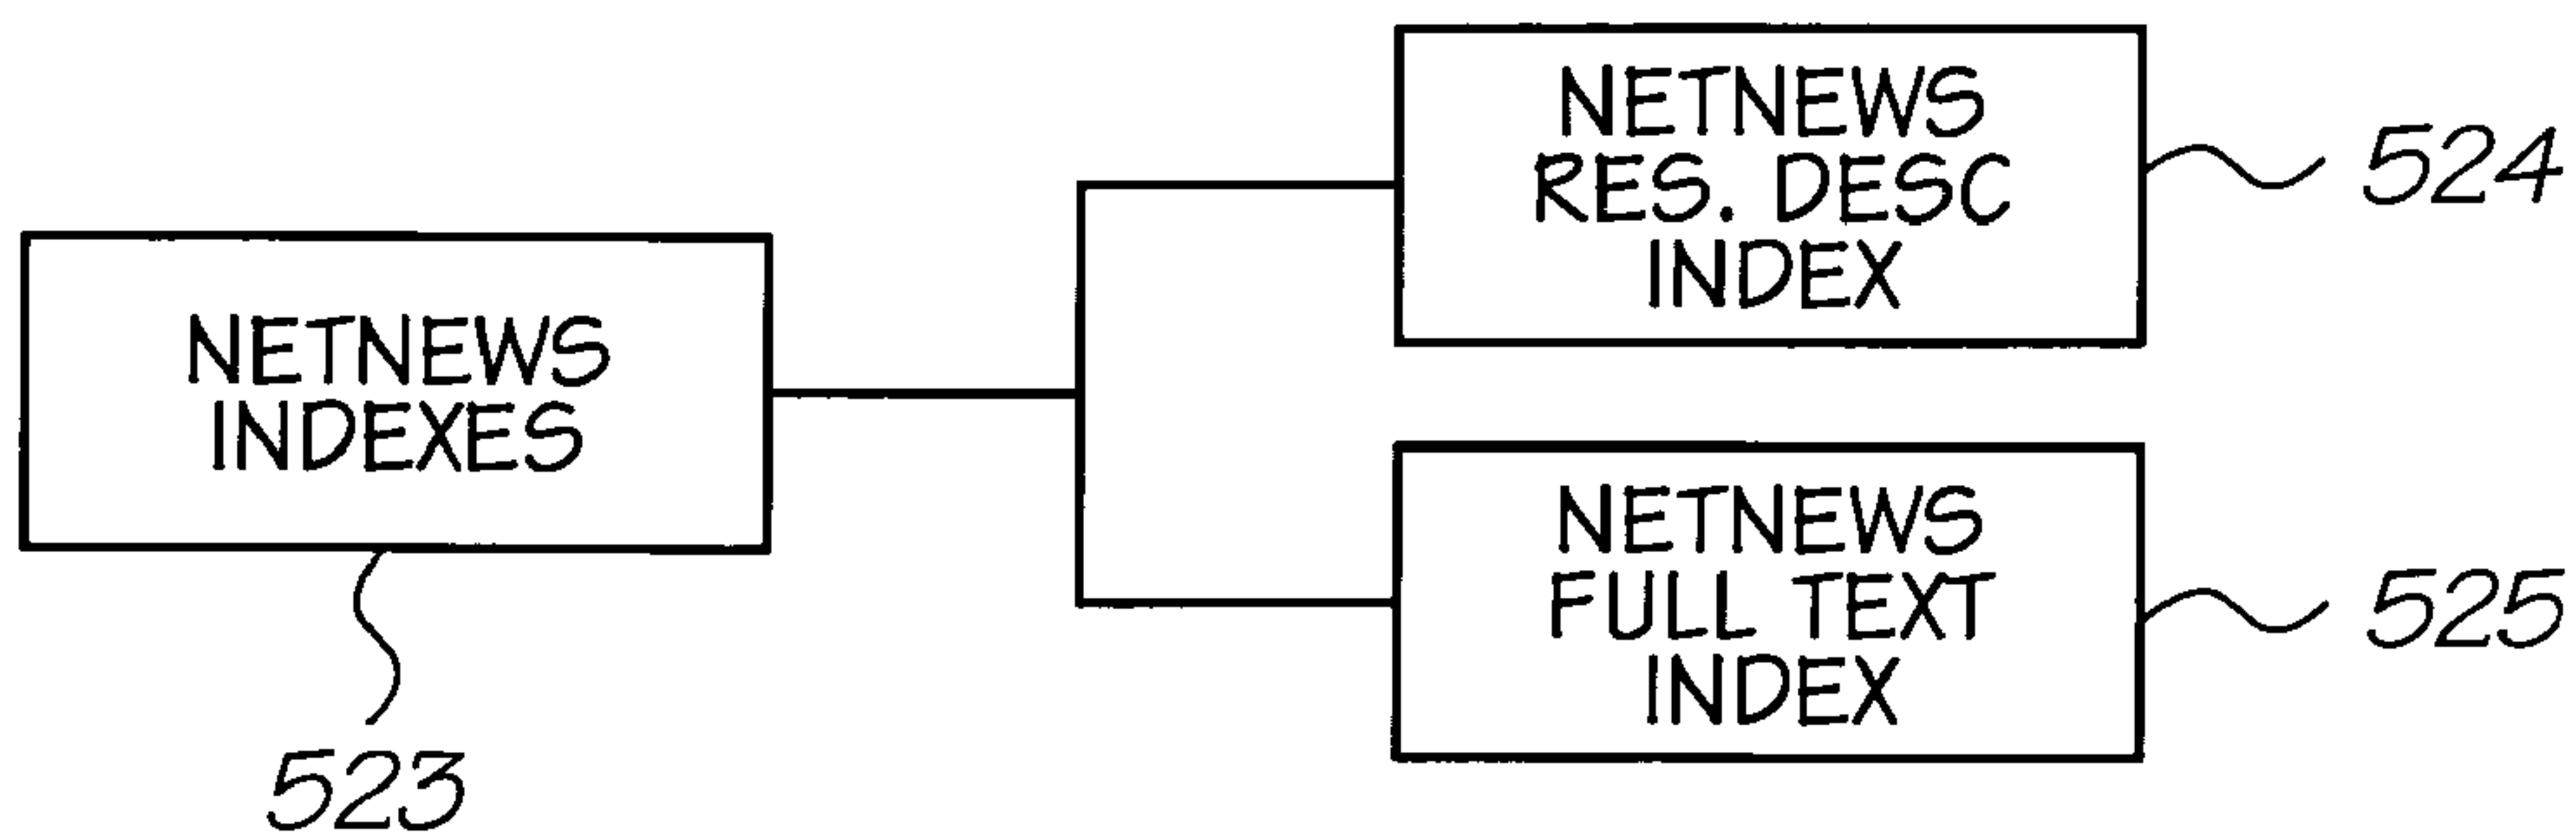 NETNEWS
INDEXES
523
NETNEWS
RES. DESC
INDEX
524
NETNEWS
FULL TEXT
INDEX
525